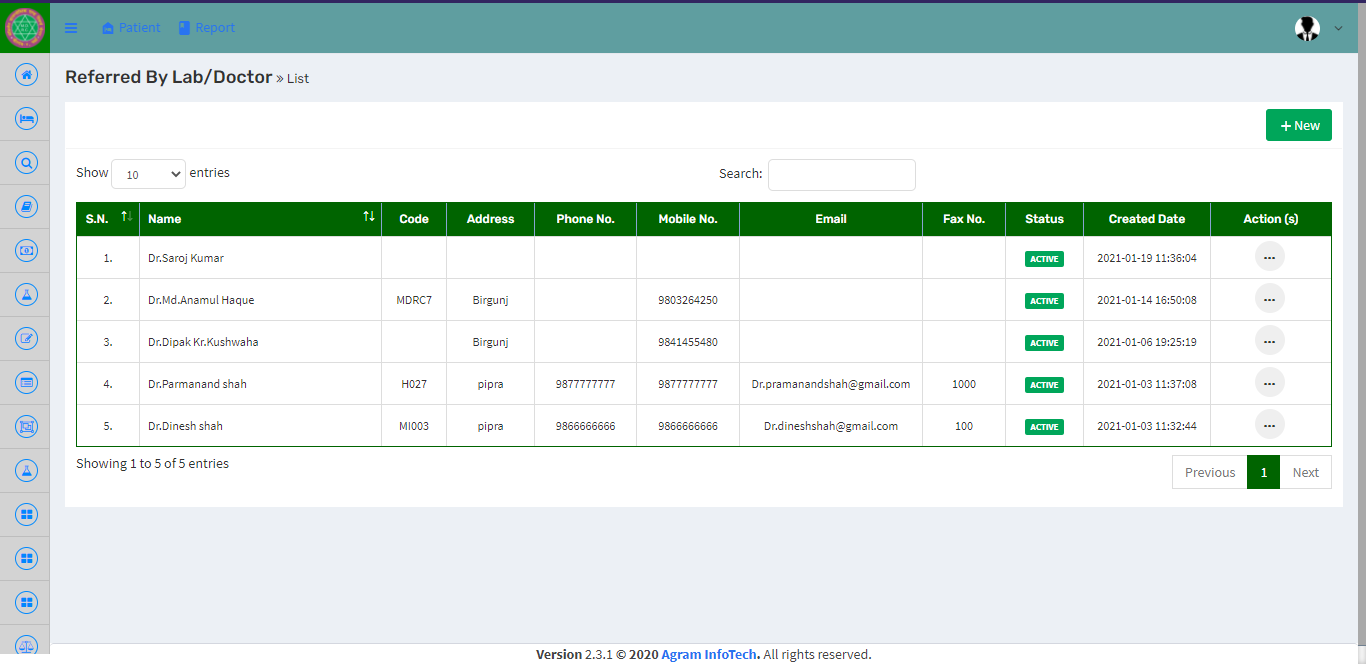 Patient Report
Referred By Lab/Doctor » List
+ New
Show 10 entries Search:
S.N. Name Code Address Phone No. Mobile No. Email Fax No. Status Created Date Action (s)
1. Dr.Saroj Kumar ACTIVE 2021-01-19 11:36:04 ...
2. Dr.Md.Anamul Haque MDRC7 Birgunj 9803264250 ACTIVE 2021-01-14 16:50:08 ...
3. Dr.Dipak Kr.Kushwaha Birgunj 9841455480 ACTIVE 2021-01-06 19:25:19 ...
4. Dr.Parmanand shah H027 pipra 9877777777 9877777777 Dr.pramanandshah@gmail.com 1000 ACTIVE 2021-01-03 11:37:08 ...
5. Dr.Dinesh shah MI003 pipra 9866666666 9866666666 Dr.dineshshah@gmail.com 100 ACTIVE 2021-01-03 11:32:44 ...
Showing 1 to 5 of 5 entries Previous 1 Next
Version 2.3.1 © 2020 Agram InfoTech. All rights reserved.